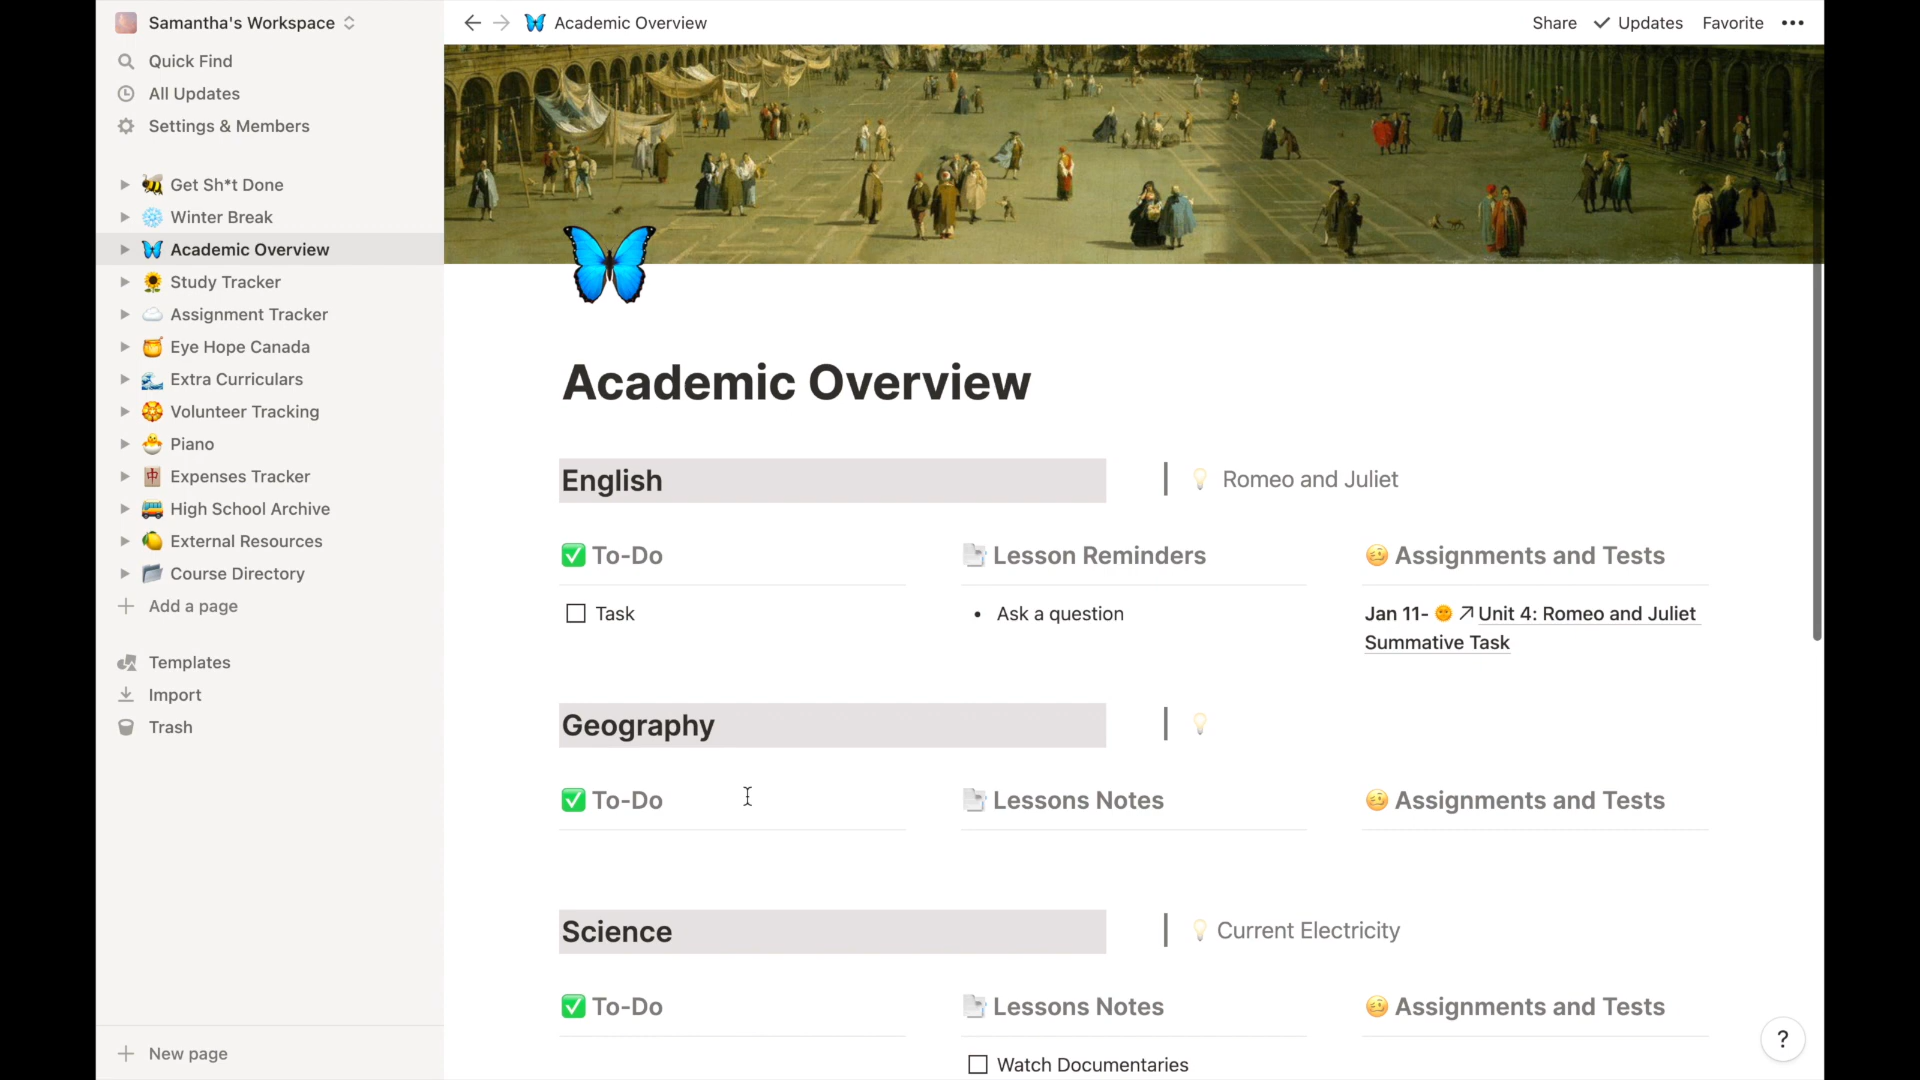 Samantha's Workspace
Quick Find
All Updates
Settings & Members
Get Sh*t Done
Winter Break
Academic Overview
Study Tracker
Assignment Tracker
Eye Hope Canada
Extra Curriculars
Volunteer Tracking
Piano
Expenses Tracker
High School Archive
External Resources
Course Directory
Add a page
Templates
Import
Trash
New page
Academic Overview
Share
Updates
Favorite
Academic Overview
English
Romeo and Juliet
To-Do
Lesson Reminders
Assignments and Tests
Task
Ask a question
Jan 11- Unit 4: Romeo and Juliet
Summative Task
Geography
To-Do
Lessons Notes
Assignments and Tests
Science
Current Electricity
To-Do
Lessons Notes
Assignments and Tests
Watch Documentaries
?